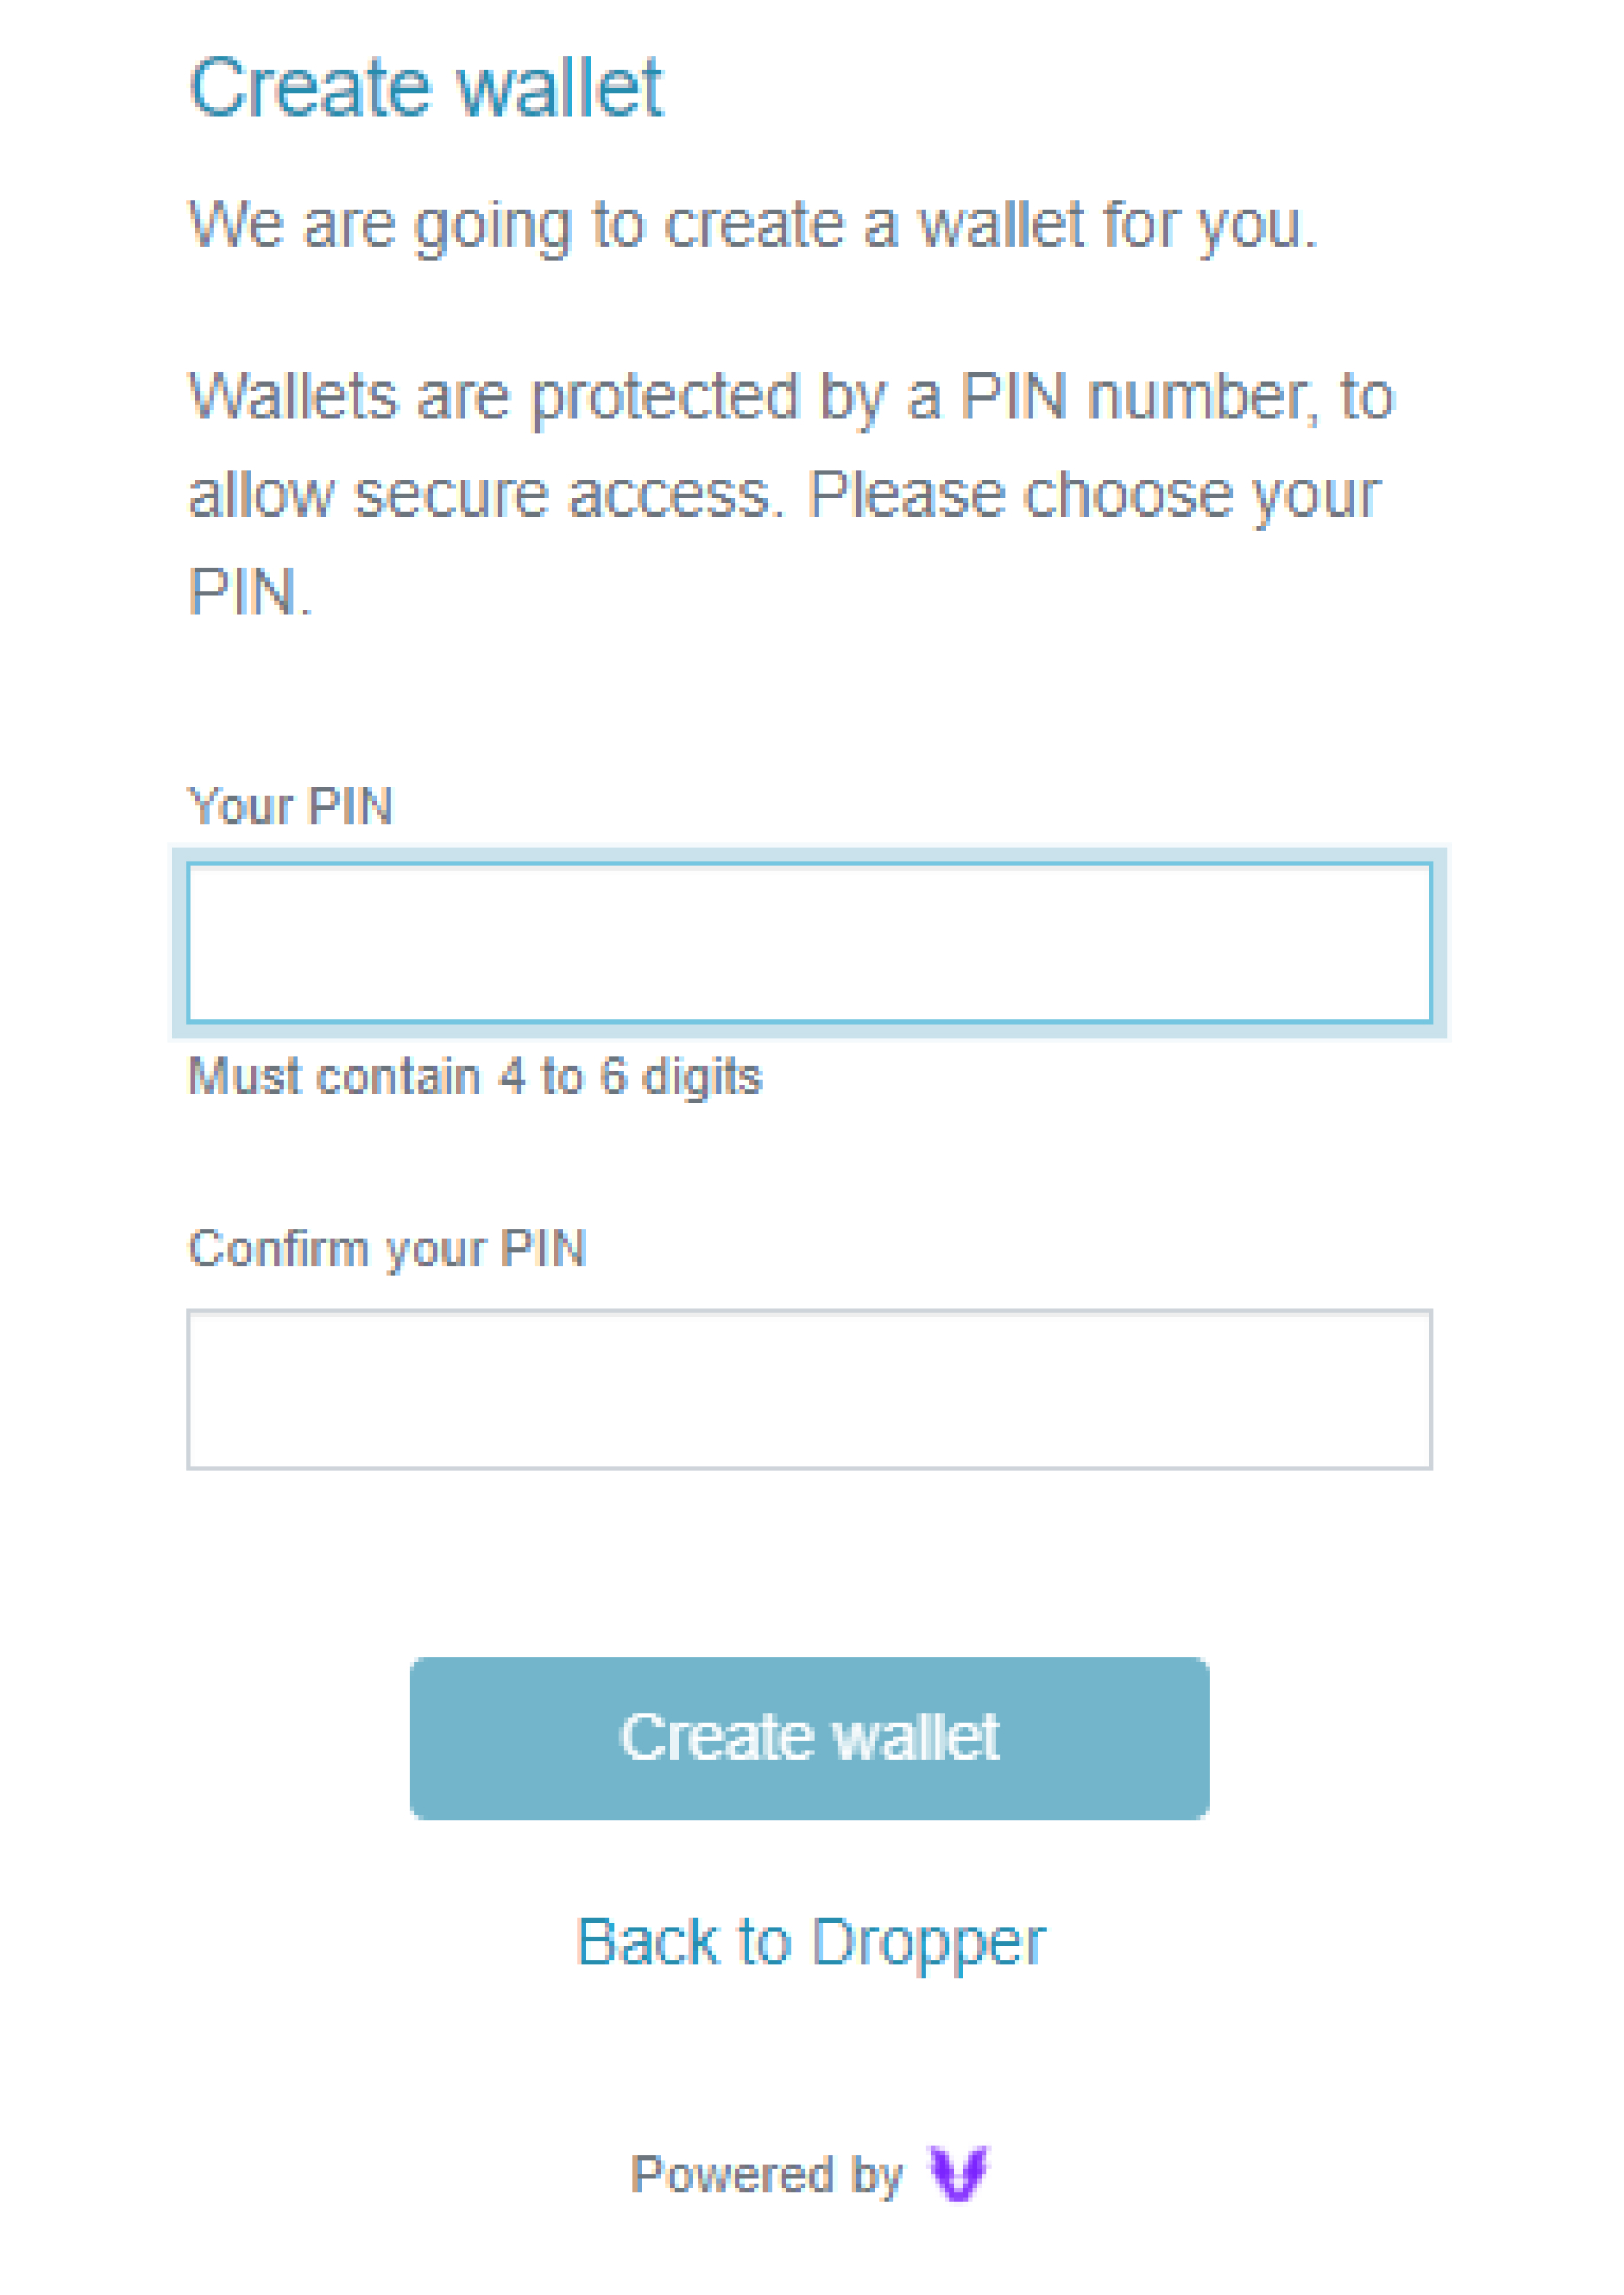 Create wallet
We are going to create a wallet for you.
Wallets are protected by a PIN number, to
allow secure access. Please choose your
PIN.
Your PIN
Must contain 4 to 6 digits
Confirm your PIN
Create wallet
Back to Dropper
Powered by